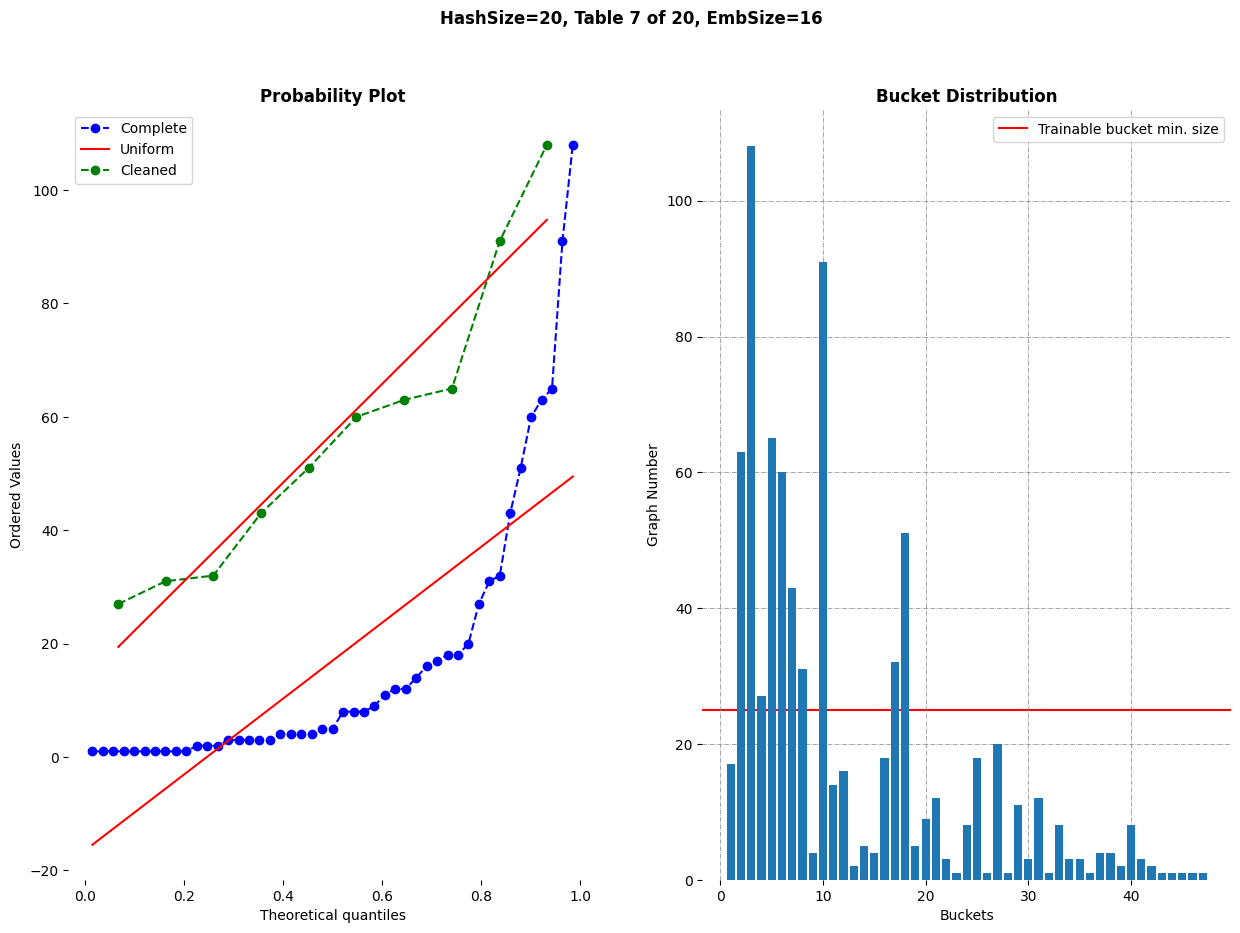 HashSize=20, Table 7 of 20, EmbSize=16
Probability Plot
Complete
Uniform
Cleaned
Ordered Values
100
80
60
40
20
0
−20
0.0 0.2 0.4 0.6 0.8 1.0
Theoretical quantiles
Bucket Distribution
Trainable bucket min. size
Graph Number
100
80
60
40
20
0
0 10 20 30 40
Buckets